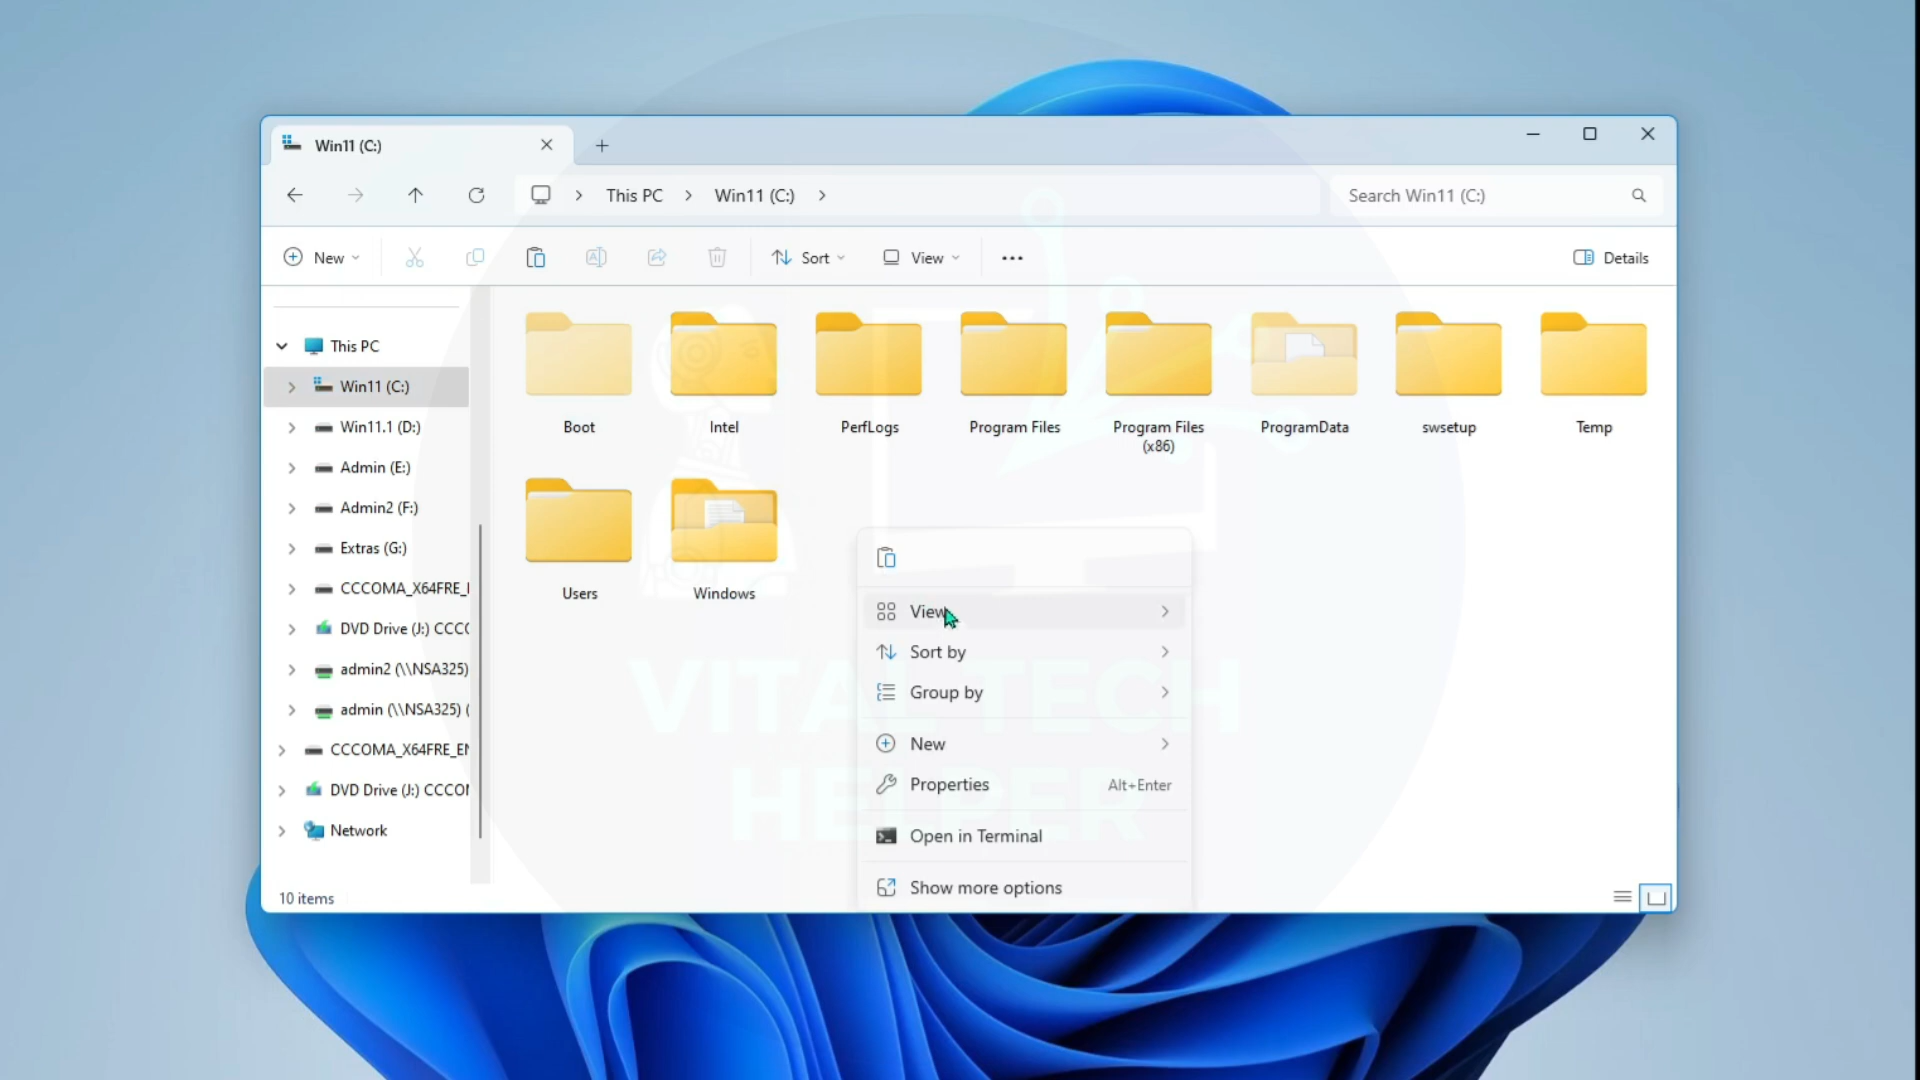 Win11 (C:)
This PC > Win11 (C:) >
Search Win11 (C:)
New
Sort
View
Details
This PC
Win11 (C:)
Win11.1 (D:)
Admin (E:)
Admin2 (F:)
Extras (G:)
CCCOMA_X64FRE_
DVD Drive (J:) CCC
admin2 (\\NSA325)
admin (\\NSA325) (
CCCOMA_X64FRE_EN
DVD Drive (J:) CCCO
Network
Boot
Intel
PerfLogs
Program Files
Program Files
(x86)
ProgramData
swsetup
Temp
Users
Windows
View
Sort by
Group by
New
Properties Alt+Enter
Open in Terminal
Show more options
10 items
VITAL TECH
HELPER